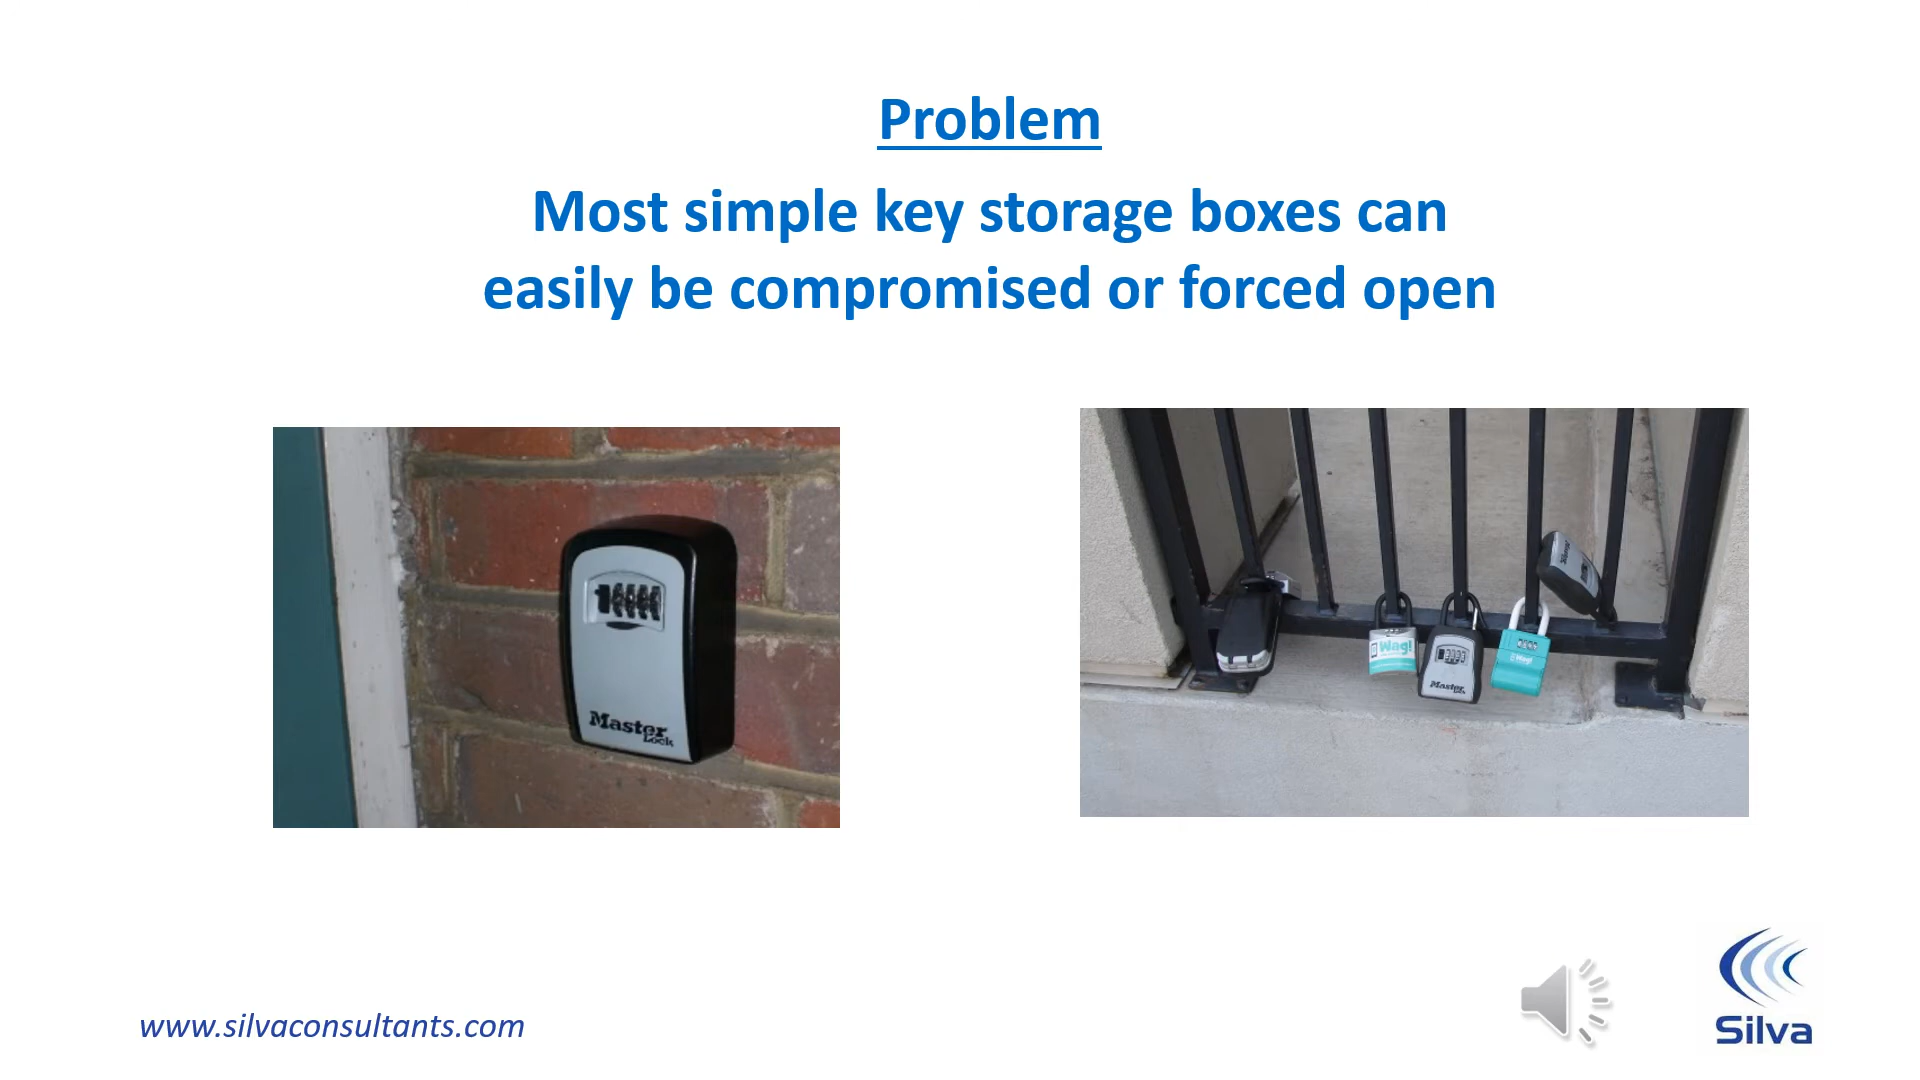 Problem
Most simple key storage boxes can
easily be compromised or forced open
Master
Lock
Wag!
Master
Lock
Wag!
www.silvaconsultants.com
Silva